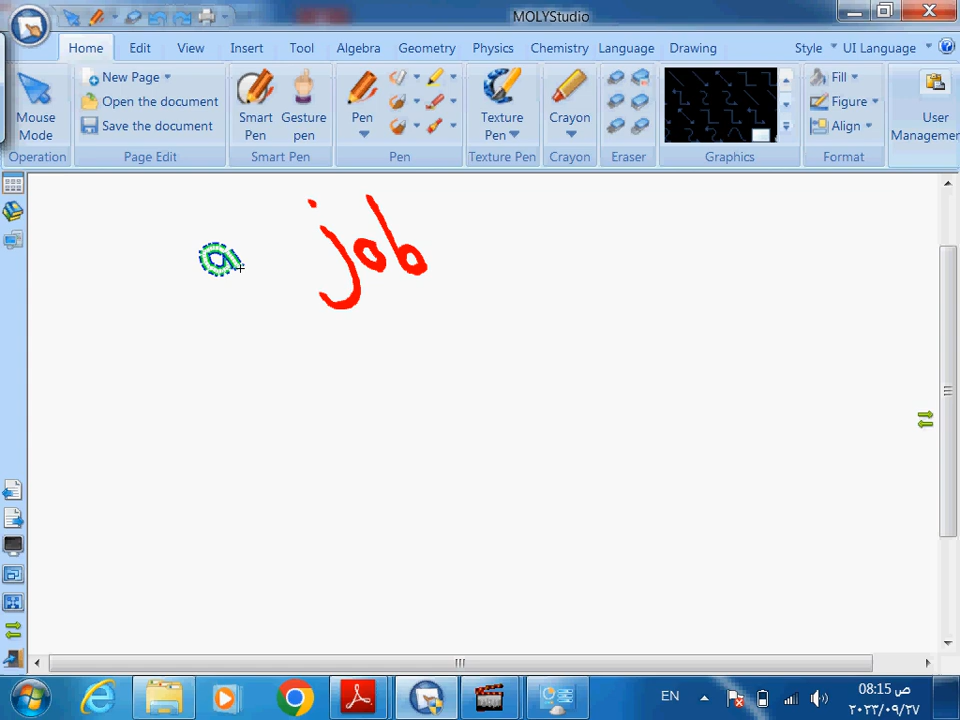 MOLYStudio
Home Edit View Insert Tool Algebra Geometry Physics Chemistry Language Drawing Style UI Language
Mouse Mode
Operation
New Page
Open the document
Save the document
Page Edit
Smart Pen
Gesture pen
Smart Pen
Pen
Pen
Texture Pen
Texture Pen
Crayon
Crayon
Eraser
Graphics
Fill
Figure
Align
Format
User Managemen
a job
EN
08:15 ص
٢٠٢٣/٠٩/٢٧